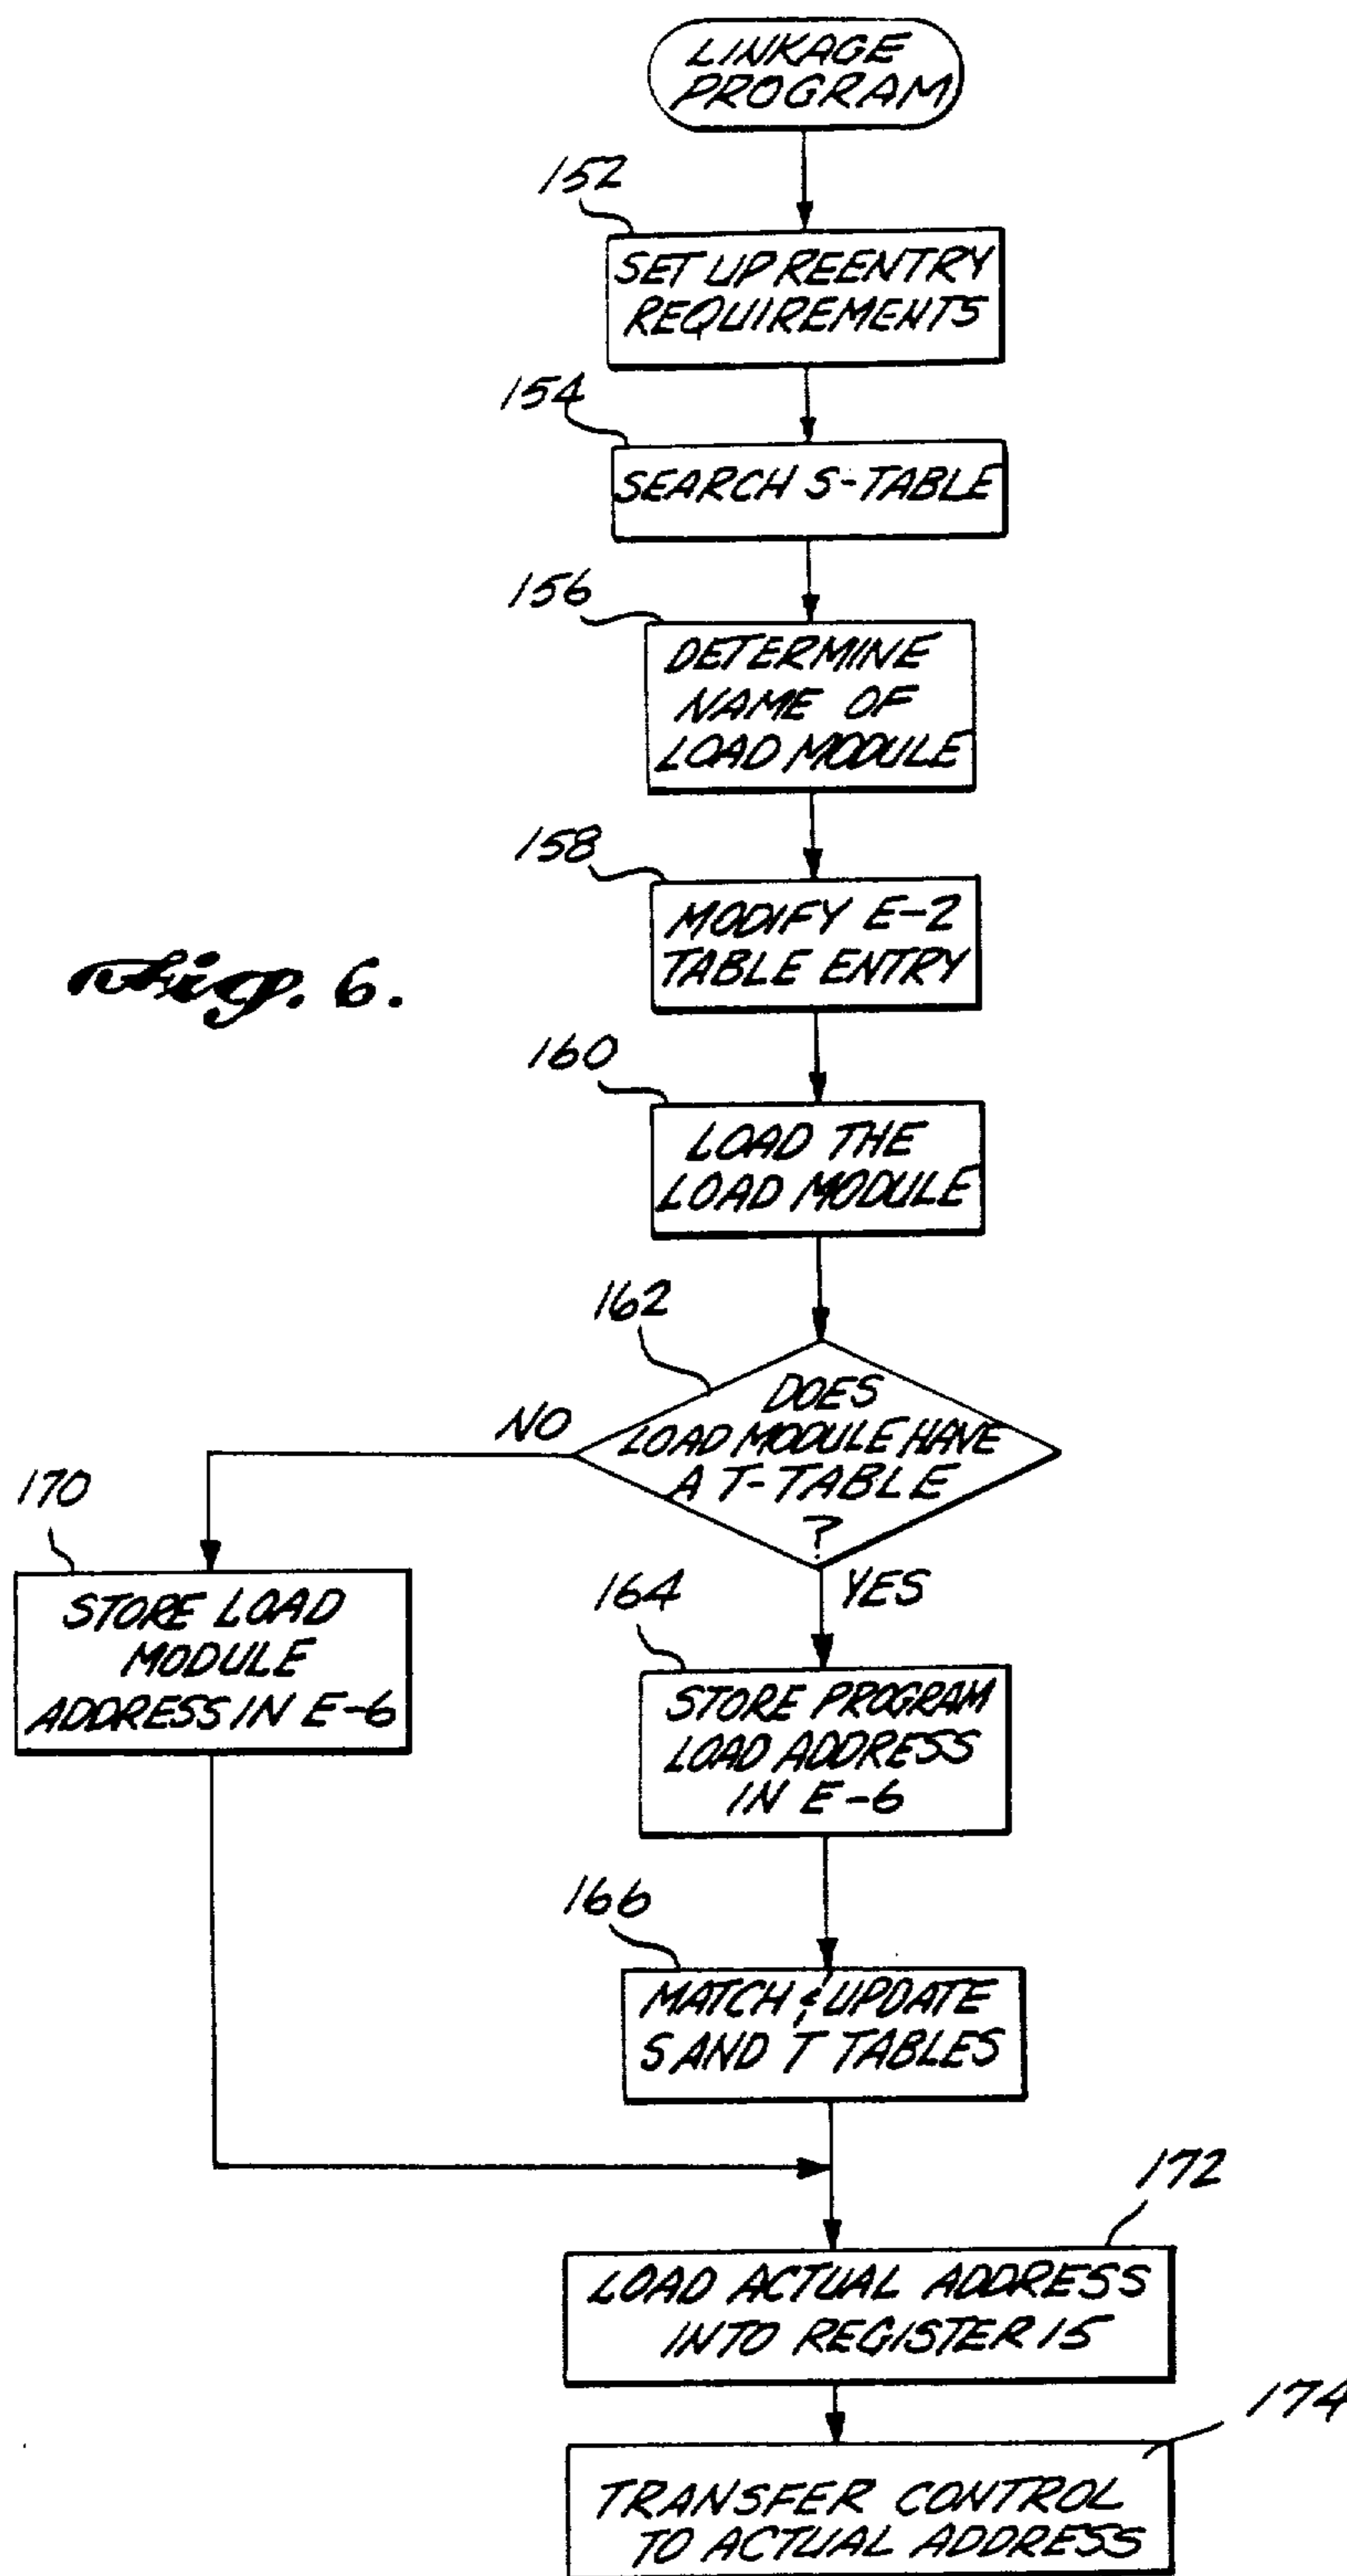 LINKAGE
PROGRAM
152
SET UP REENTRY
REQUIREMENTS
154
SEARCH S-TABLE
156
DETERMINE
NAME OF
LOAD MODULE
158
MODIFY E-2
TABLE ENTRY
Fig. 6.
160
LOAD THE
LOAD MODULE
162
DOES
LOAD MODULE HAVE
A T-TABLE
?
NO
YES
170
STORE LOAD
MODULE
ADDRESS IN E-6
164
STORE PROGRAM
LOAD ADDRESS
IN E-6
166
MATCH & UPDATE
S AND T TABLES
172
LOAD ACTUAL ADDRESS
INTO REGISTER 15
174
TRANSFER CONTROL
TO ACTUAL ADDRESS